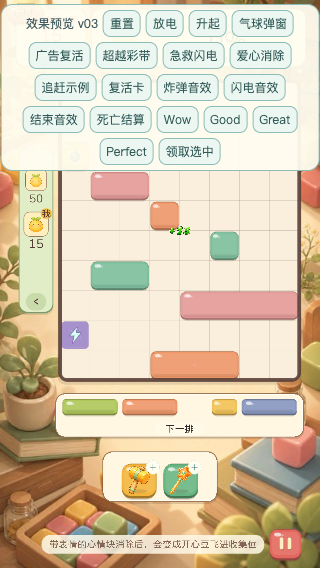 效果预览 v03 重置 放电 升起 气球弹窗
广告复活 超越彩带 急救闪电 爱心消除
追赶示例 复活卡 炸弹音效 闪电音效
结束音效 死亡结算 Wow Good Great
Perfect 领取选中
50
我
15
下一排
带表情的心情块消除后，会变成开心豆飞进收集框